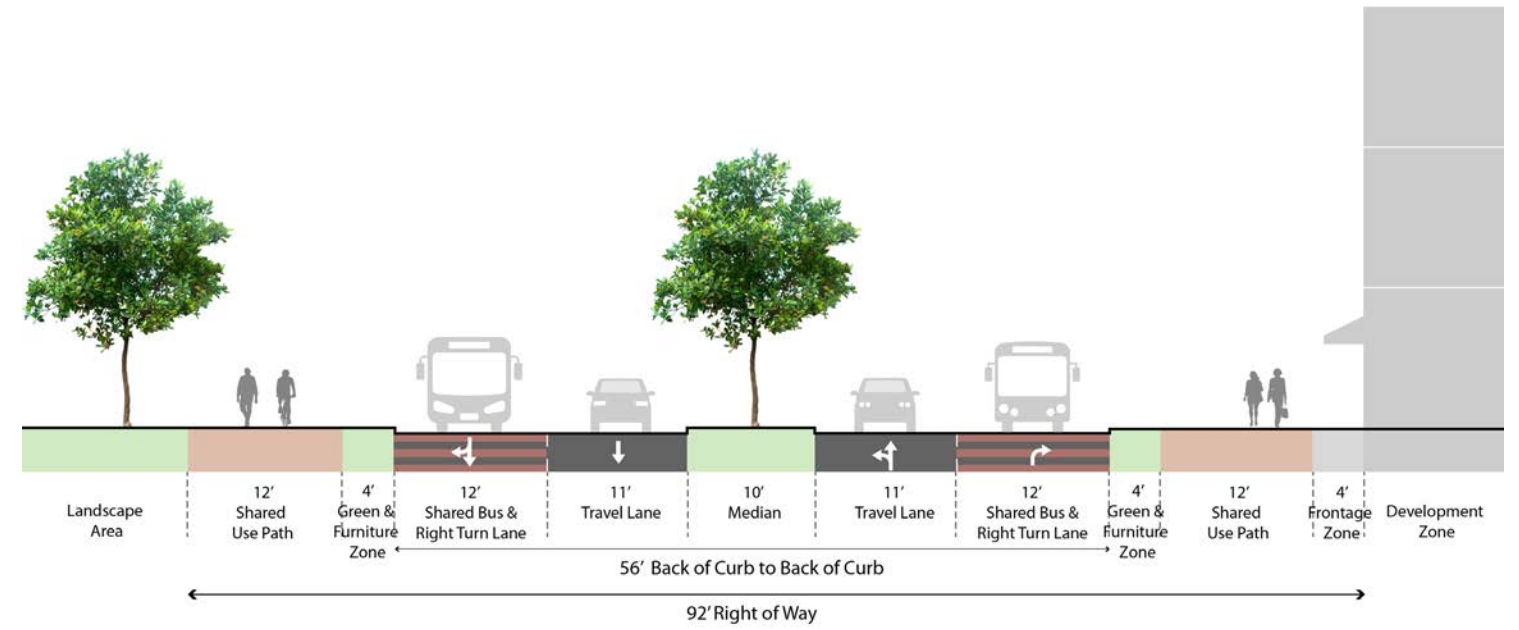 Landscape
Area
12’
Shared
Use Path
4’
Green &
Furniture
Zone
12’
Shared Bus &
Right Turn Lane
11’
Travel Lane
10’
Median
11’
Travel Lane
12’
Shared Bus &
Right Turn Lane
4’
Green &
Furniture
Zone
12’
Shared
Use Path
4’
Frontage
Zone
Development
Zone
56’ Back of Curb to Back of Curb
92’ Right of Way